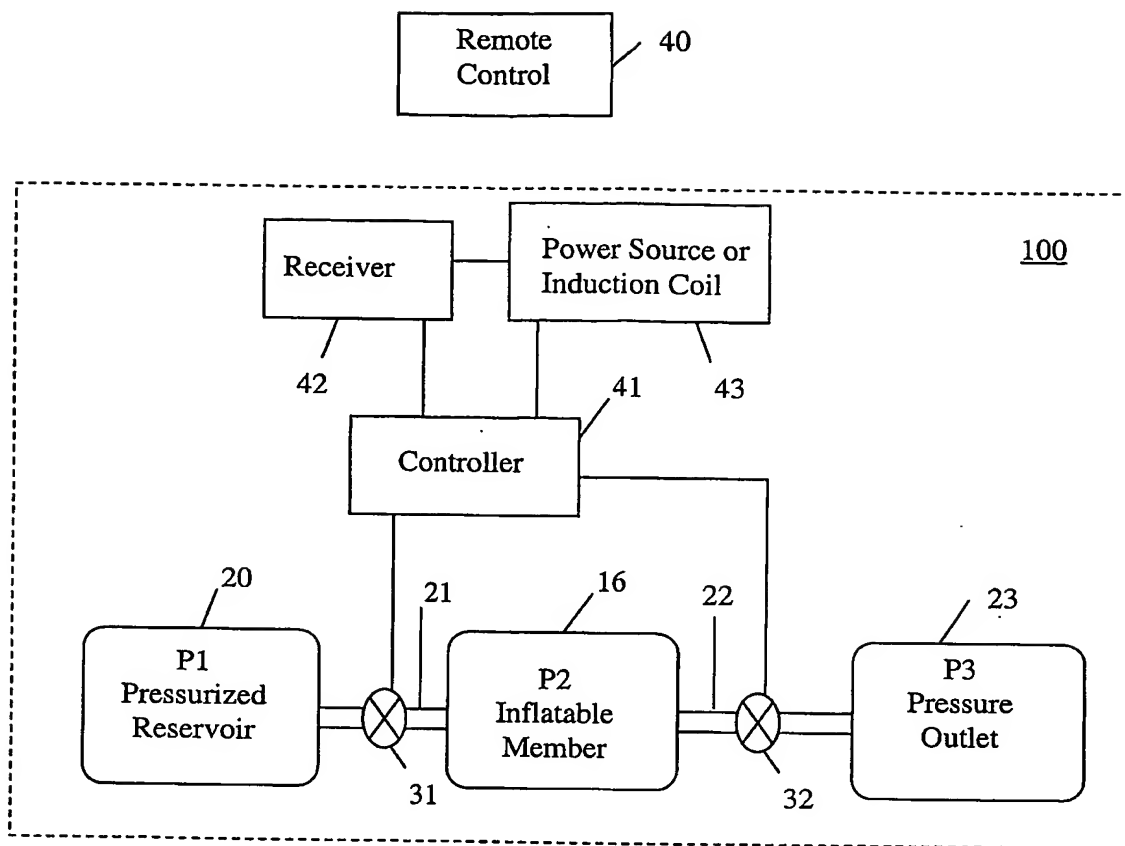 Remote
Control
40
100
Receiver
Power Source or
Induction Coil
42
41
43
Controller
20
21
16
22
23
P1
Pressurized
Reservoir
P2
Inflatable
Member
P3
Pressure
Outlet
31
32